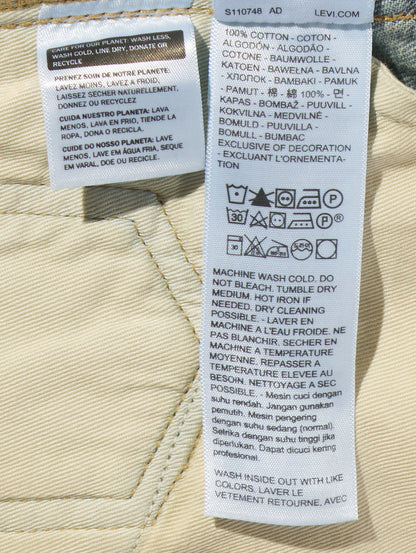 CARE FOR OUR PLANET: WASH LESS,
WASH COLD, LINE DRY, DONATE OR
RECYCLE
PRENEZ SOIN DE NOTRE PLANETE:
LAVEZ MOINS, LAVEZ A FROID,
LAISSEZ SÉCHER NATURELLEMENT,
DONNEZ OU RECYCLEZ
CUIDA NUESTRO PLANETA: LAVA
MENOS, LAVA EN FRIO, TIENDE LA
ROPA, DONA O RECICLA.
CUIDE DO NOSSO PLANETA: LAVE
MENOS, LAVE EM ÁGUA FRIA, SEQUE
EM VARAL, DOE OU RECICLE.
S110748 AD LEVI.COM
100% COTTON - COTON -
ALGODÓN - ALGODÃO -
COTONE - BAUMWOLLE -
KATOEN - BAWEŁNA - BAVLNA -
ХЛОПОК - BAMBAKI - PAMUK
- PAMUT - 棉 - 綿 100% - 면 -
KAPAS - BOMBAŽ - PUUVILL -
KOKVILNA - MEDVILNĖ -
BOMULD - PUUVILLA -
BOMULL - BUMBAC
EXCLUSIVE OF DECORATION
- EXCLUANT L'ORNEMENTA-
TION
P
30 P
30
MACHINE WASH COLD. DO
NOT BLEACH. TUMBLE DRY
MEDIUM. HOT IRON IF
NEEDED. DRY CLEANING
POSSIBLE. - LAVER EN
MACHINE A L'EAU FROIDE. NE
PAS BLANCHIR. SECHER EN
MACHINE A TEMPERATURE
MOYENNE. REPASSER A
TEMPERATURE ELEVEE AU
BESOIN. NETTOYAGE A SEC
POSSIBLE. - Mesin cuci dengan
suhu rendah. Jangan gunakan
pemutih. Mesin pengering
dengan suhu sedang (normal).
Setrika dengan suhu tinggi jika
diperlukan. Dapat dicuci kering
profesional.
WASH INSIDE OUT WITH LIKE
COLORS. LAVER LE
VETEMENT RETOURNE, AVEC